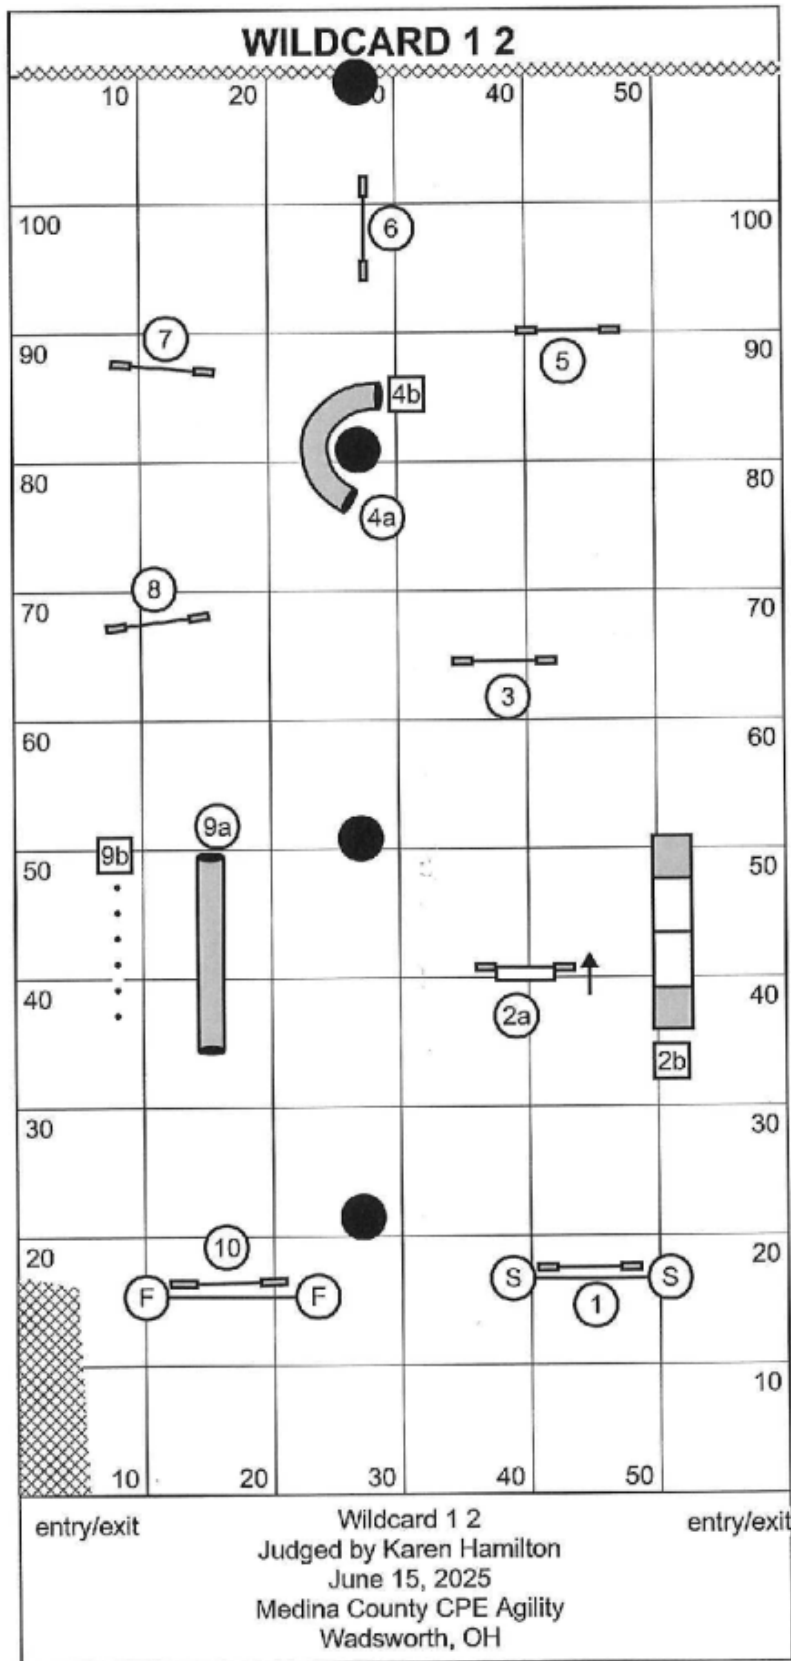 WILDCARD 1 2
10 20 0 40 50
100 6 100
7
90 5 90
4b
80 4a 80
8
70 70
3
60 60
9a
9b
50 50
40 2a 40
2b
30 30
10
20 20
F F S S
1
10
10 20 30 40 50
entry/exit Wildcard 1 2 entry/exit
Judged by Karen Hamilton
June 15, 2025
Medina County CPE Agility
Wadsworth, OH